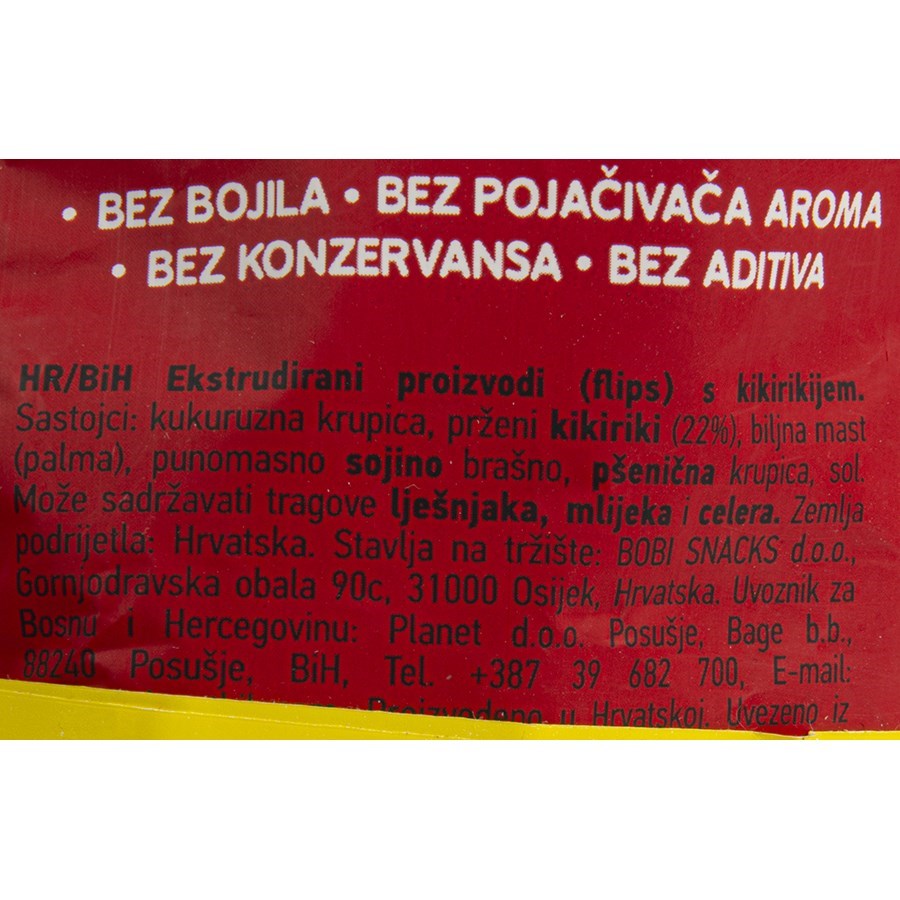 • BEZ BOJILA • BEZ POJAČIVAČA AROMA
• BEZ KONZERVANSA • BEZ ADITIVA
HR/BiH Ekstrudirani proizvodi (flips) s kikirikijem.
Sastojci: kukuruzna krupica, prženi kikiriki (22%), biljna mast
(palma), punomasno sojino brašno, pšenična krupica, sol.
Može sadržavati tragove lješnjaka, mlijeka i celera. Zemlja
podrijetla: Hrvatska. Stavlja na tržište: BOBI SNACKS d.o.o.,
Gornjodravska obala 90c, 31000 Osijek, Hrvatska. Uvoznik za
Bosnu i Hercegovinu: Planet d.o.o. Posušje, Bage b.b.,
88240 Posušje, BiH, Tel. +387 39 682 700, E-mail:
Proizvedeno u Hrvatskoj. Uvezeno iz